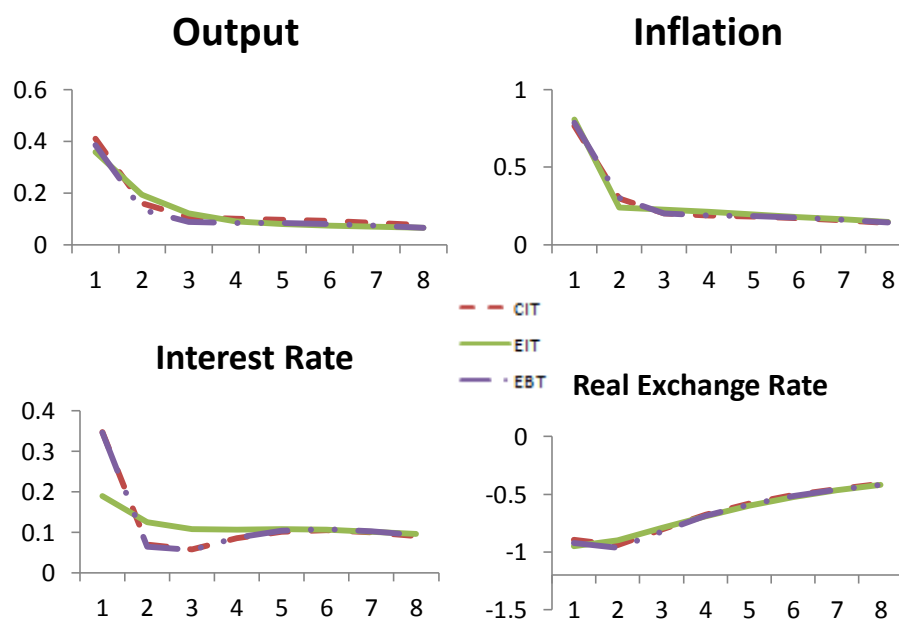 Output
0.6
0.4
0.2
0
1 2 3 4 5 6 7 8
Inflation
1
0.5
0
1 2 3 4 5 6 7 8
CIT
EIT
EBT
Interest Rate
0.4
0.3
0.2
0.1
0
1 2 3 4 5 6 7 8
Real Exchange Rate
0
-0.5
-1
-1.5
1 2 3 4 5 6 7 8